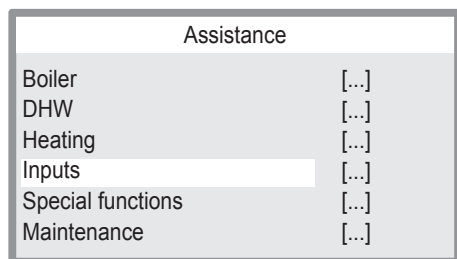 Assistance
Boiler [...]
DHW [...]
Heating [...]
Inputs [...]
Special functions [...]
Maintenance [...]